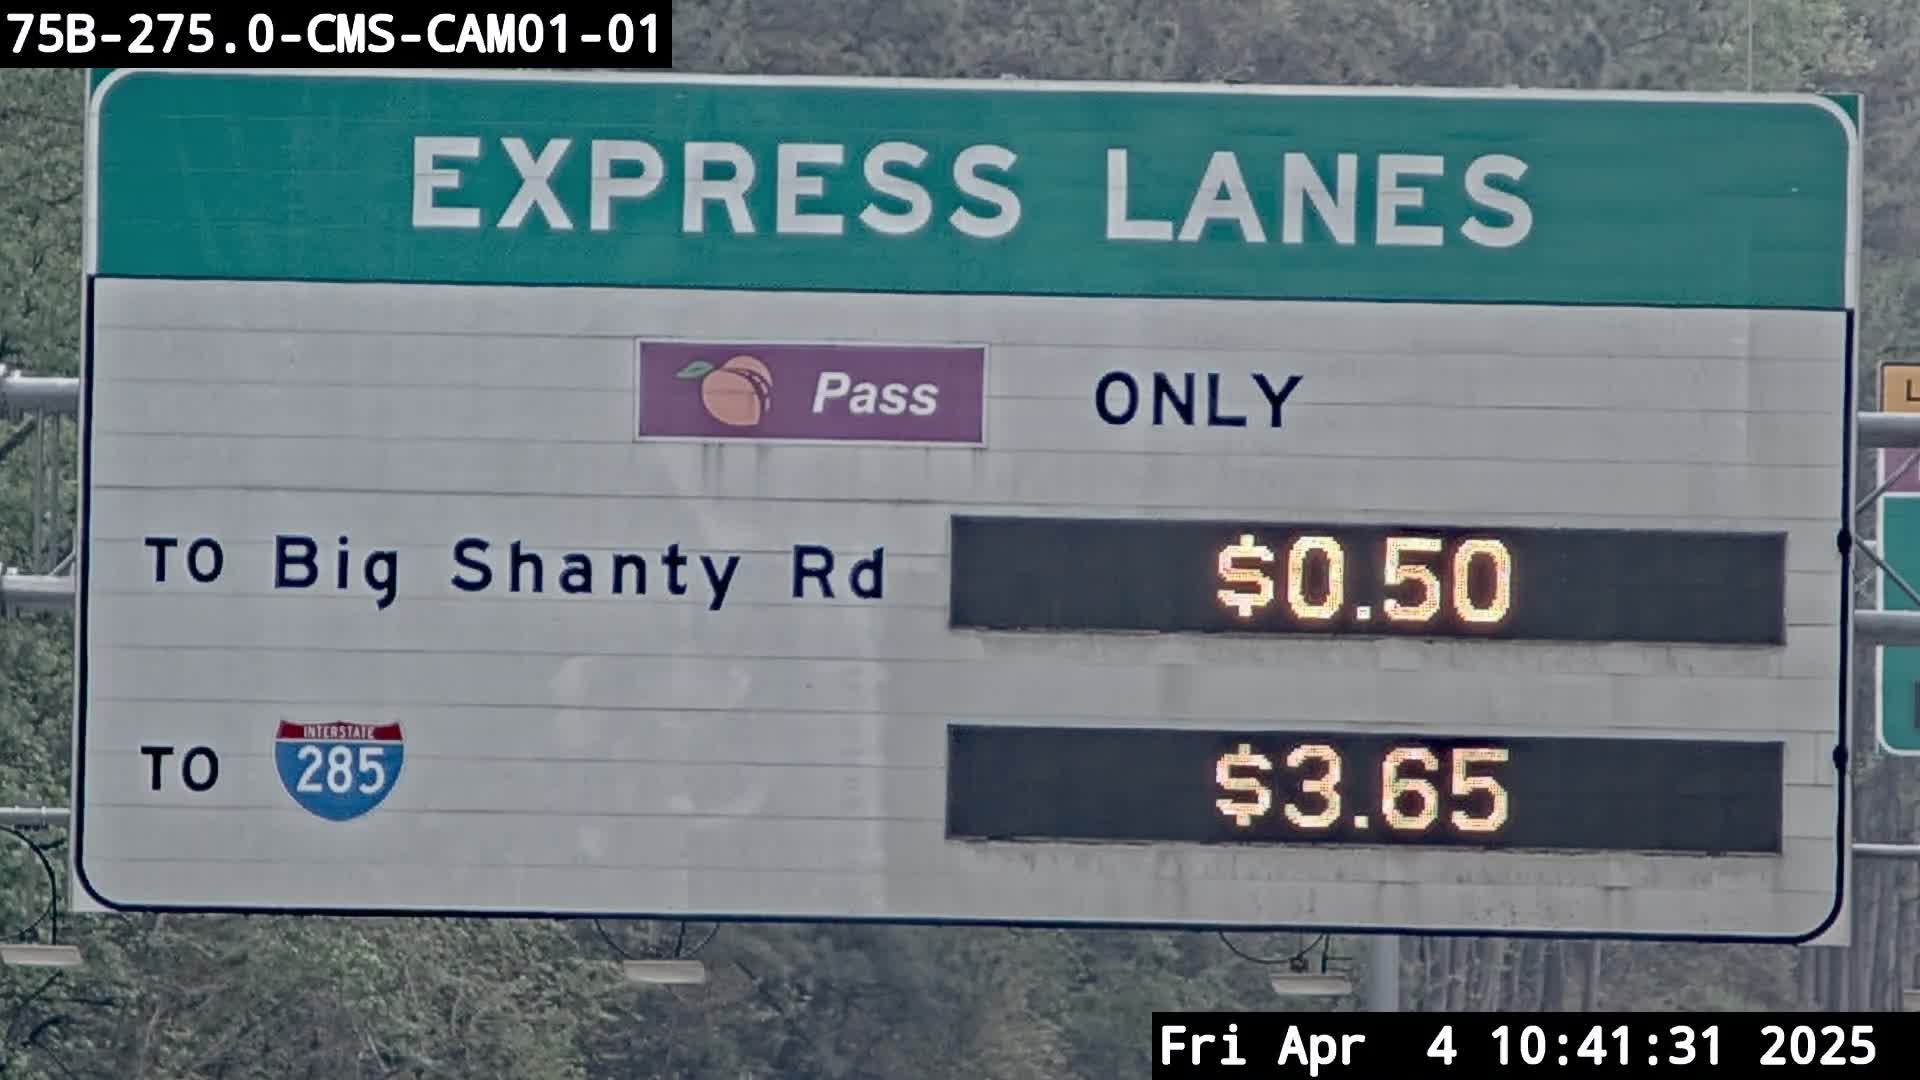 75B-275.0-CMS-CAM01-01
EXPRESS LANES
Pass ONLY
TO Big Shanty Rd $0.50
INTERSTATE
TO 285 $3.65
Fri Apr 4 10:41:31 2025